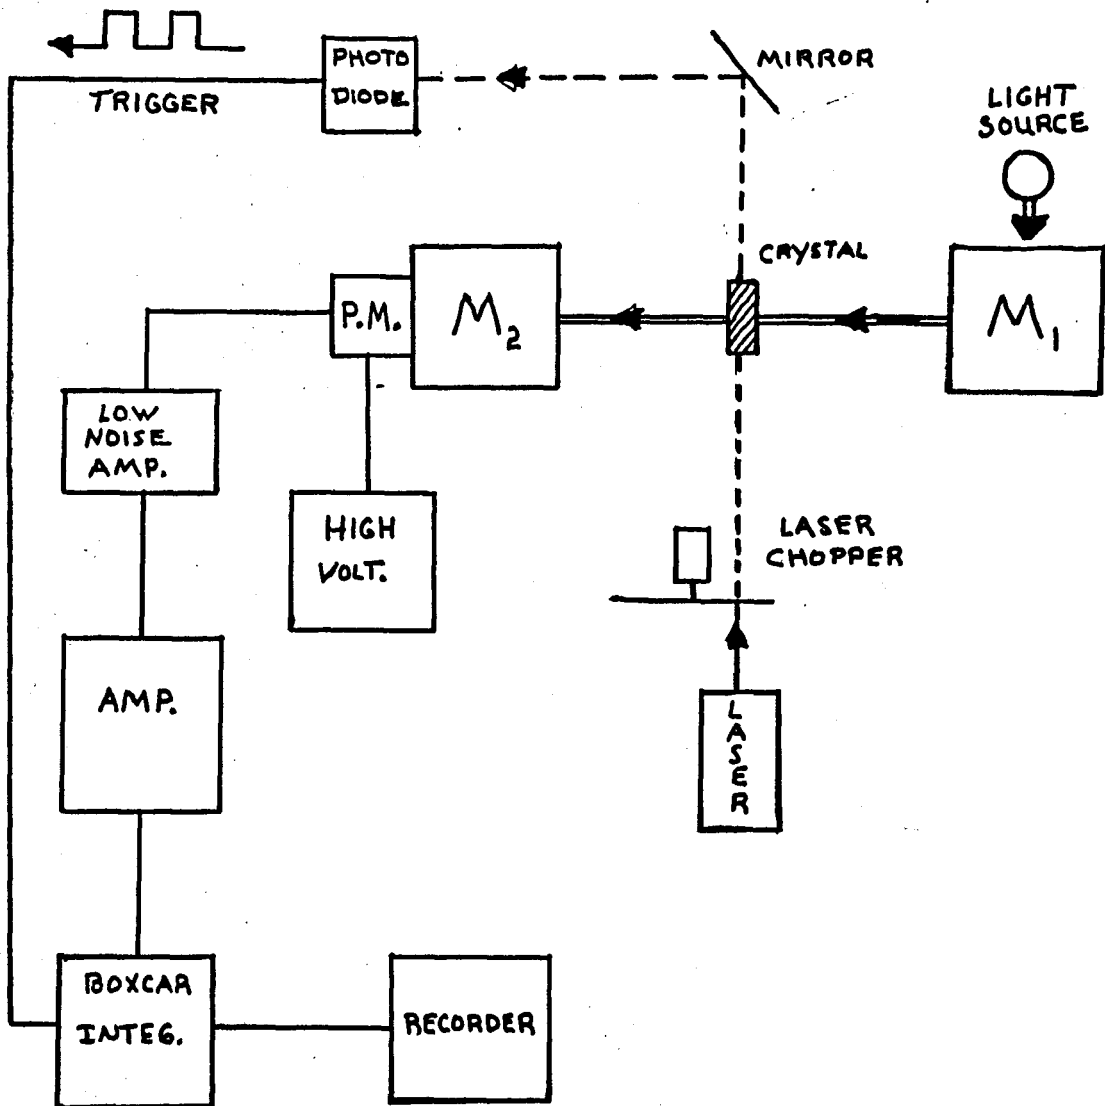 PHOTO
DIODE
MIRROR
TRIGGER
LIGHT
SOURCE
CRYSTAL
P.M.
M2
M1
LOW
NOISE
AMP.
HIGH
VOLT.
LASER
CHOPPER
AMP.
LASER
BOXCAR
INTEG.
RECORDER